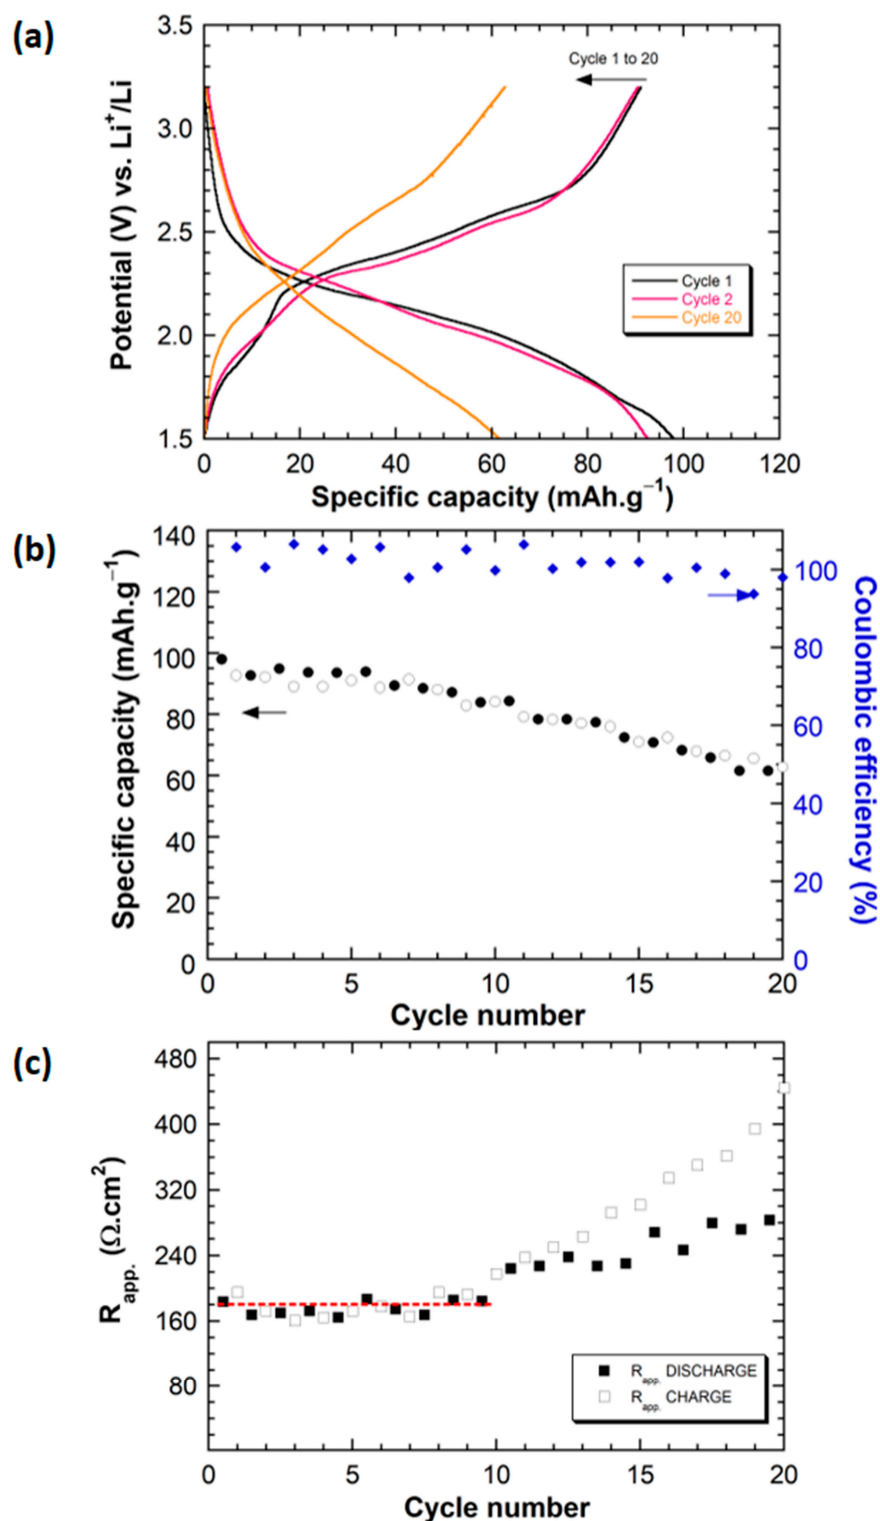 (a)
3.5
3.0
2.5
2.0
1.5
Potential (V) vs. Li⁺/Li
Cycle 1 to 20
Cycle 1
Cycle 2
Cycle 20
0 20 40 60 80 100 120
Specific capacity (mAh.g⁻¹)
(b)
140
120
100
80
60
40
20
0
Specific capacity (mAh.g⁻¹)
100
80
60
40
20
0
Coulombic efficiency (%)
0 5 10 15 20
Cycle number
(c)
480
400
320
240
160
80
R_app. (Ω.cm²)
R_app. DISCHARGE
R_app. CHARGE
0 5 10 15 20
Cycle number